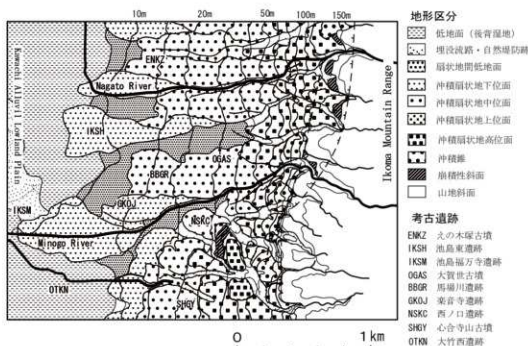 10m 20m 50m 100m 150m
Kawachi Alluvil Lowland Plain
ENKZ
Nagato River
IKSH
OGAS
BBGR
GKOJ
IKSM
NSKC
Minogo River
OTKN
SHGY
Ikoma Mountain Range
0 1 km
地形区分
低地面（後背湿地）
埋没流路・自然堤防跡
扇状地間低地面
沖積扇状地下位面
沖積扇状地中位面
沖積扇状地上位面
沖積扇状地高位面
沖積錐
崩積性斜面
山地斜面
考古遺跡
ENKZ えの木塚古墳
IKSH 池島東遺跡
IKSM 池島福万寺遺跡
OGAS 大賀世古墳
BBGR 馬場川遺跡
GKOJ 楽音寺遺跡
NSKC 西ノ口遺跡
SHGY 心合寺山古墳
OTKN 大竹西遺跡